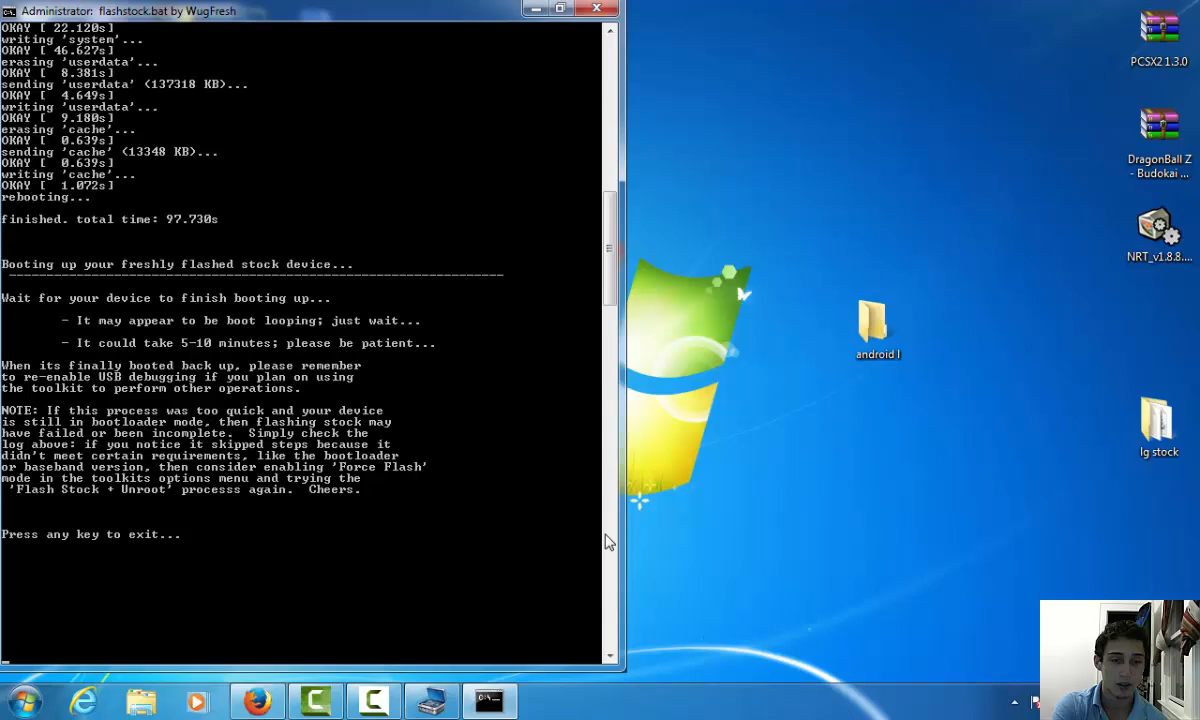 Administrator: flashstock.bat by WugFresh
OKAY [ 22.120s]
writing 'system'...
OKAY [ 46.627s]
erasing 'userdata'...
OKAY [  8.381s]
sending 'userdata' (137318 KB)...
OKAY [  4.649s]
writing 'userdata'...
OKAY [  9.180s]
erasing 'cache'...
OKAY [  0.639s]
sending 'cache' (13348 KB)...
OKAY [  0.639s]
writing 'cache'...
OKAY [  1.072s]
rebooting...
finished. total time: 97.730s
Booting up your freshly flashed stock device...
-------------------------------------------------------------------
Wait for your device to finish booting up...
- It may appear to be boot looping; just wait...
- It could take 5-10 minutes; please be patient...
When its finally booted back up, please remember
to re-enable USB debugging if you plan on using
the toolkit to perform other operations.
NOTE: If this process was too quick and your device
is still in bootloader mode, then flashing stock may
have failed or been incomplete.  Simply check the
log above: if you notice it skipped steps because it
didn't meet certain requirements, like the bootloader
or baseband version, then consider enabling 'Force Flash'
mode in the toolkits options menu and trying the
'Flash Stock + Unroot' processs again.  Cheers.
Press any key to exit...
PCSX2 1.3.0
DragonBall Z
- Budokai ...
NRT_v1.8.8....
android l
lg stock